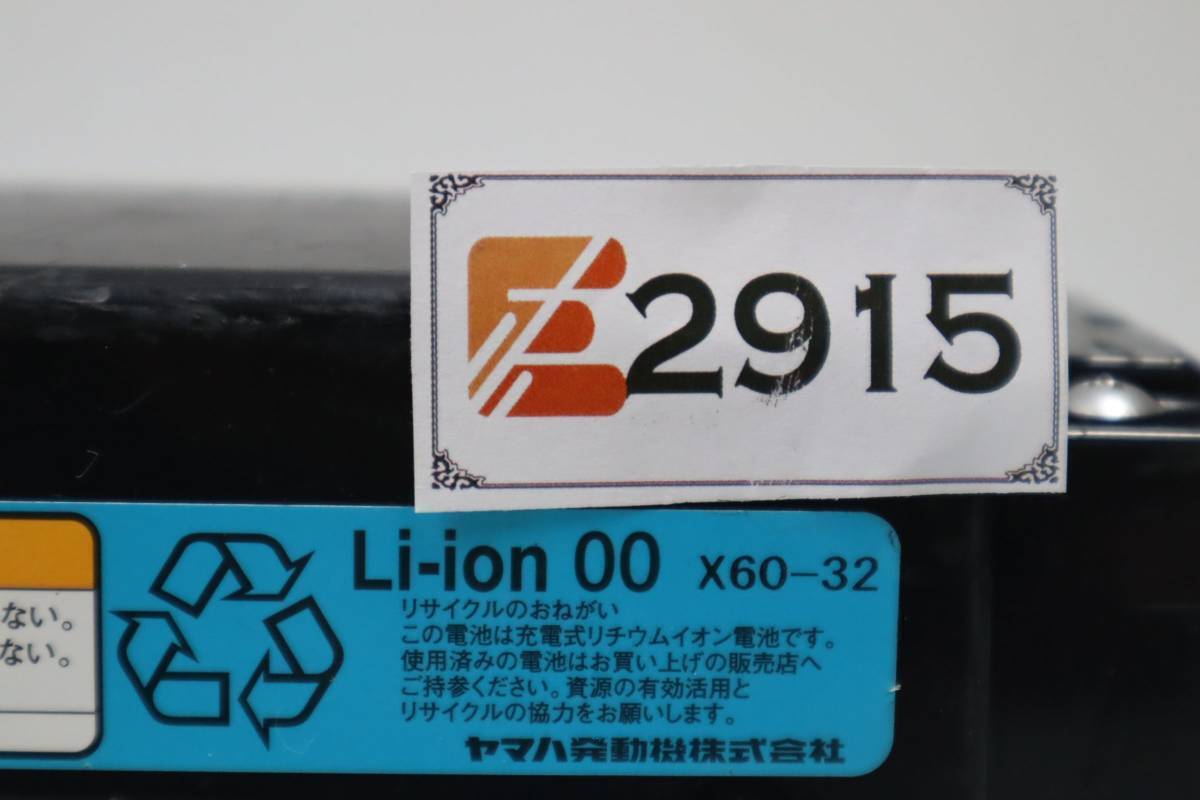 2915
Li-ion 00 X60-32
リサイクルのおねがい
この電池は充電式リチウムイオン電池です。
使用済みの電池はお買い上げの販売店へ
ご持参ください。資源の有効活用と
リサイクルの協力をお願いします。
ヤマハ発動機株式会社
ない。
ない。